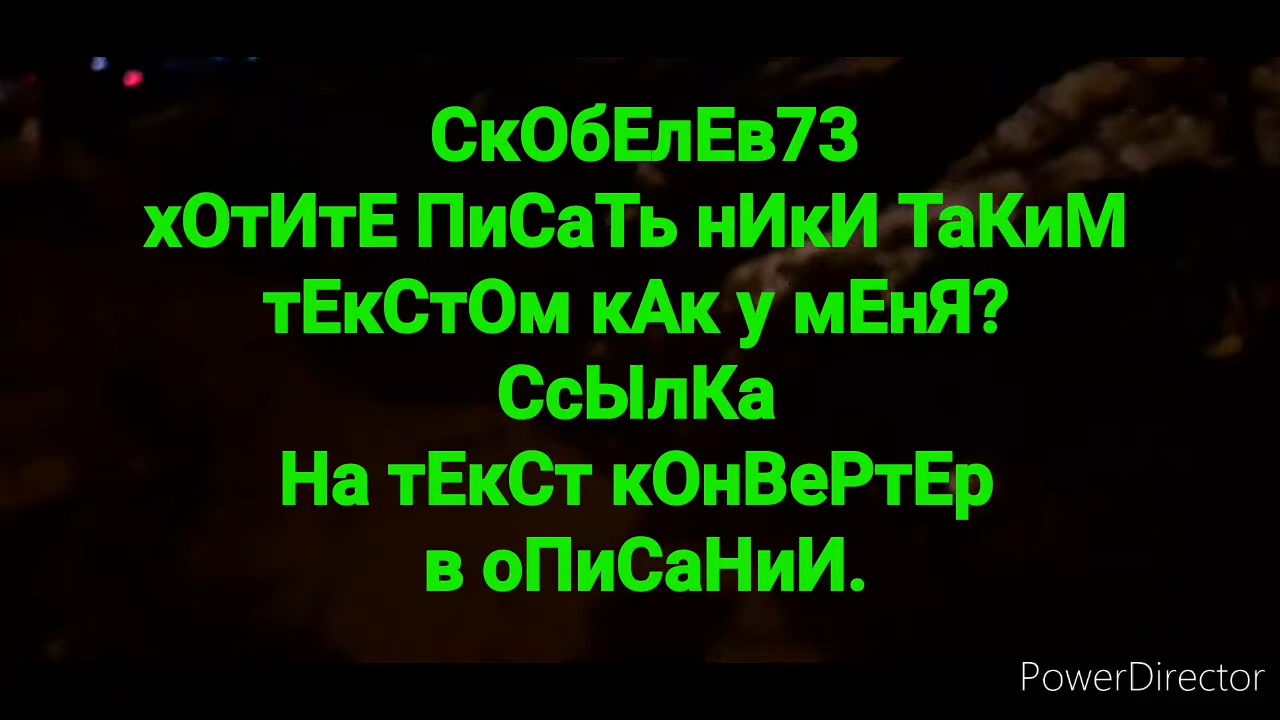 СкОбЕлЕв73
хОтИтЕ ПиСаТь нИкИ ТаКиМ
тЕкСтОм кАк у мЕнЯ?
СсЫлКа
На тЕкСт кОнВеРтЕр
в оПиСаНиИ.
PowerDirector